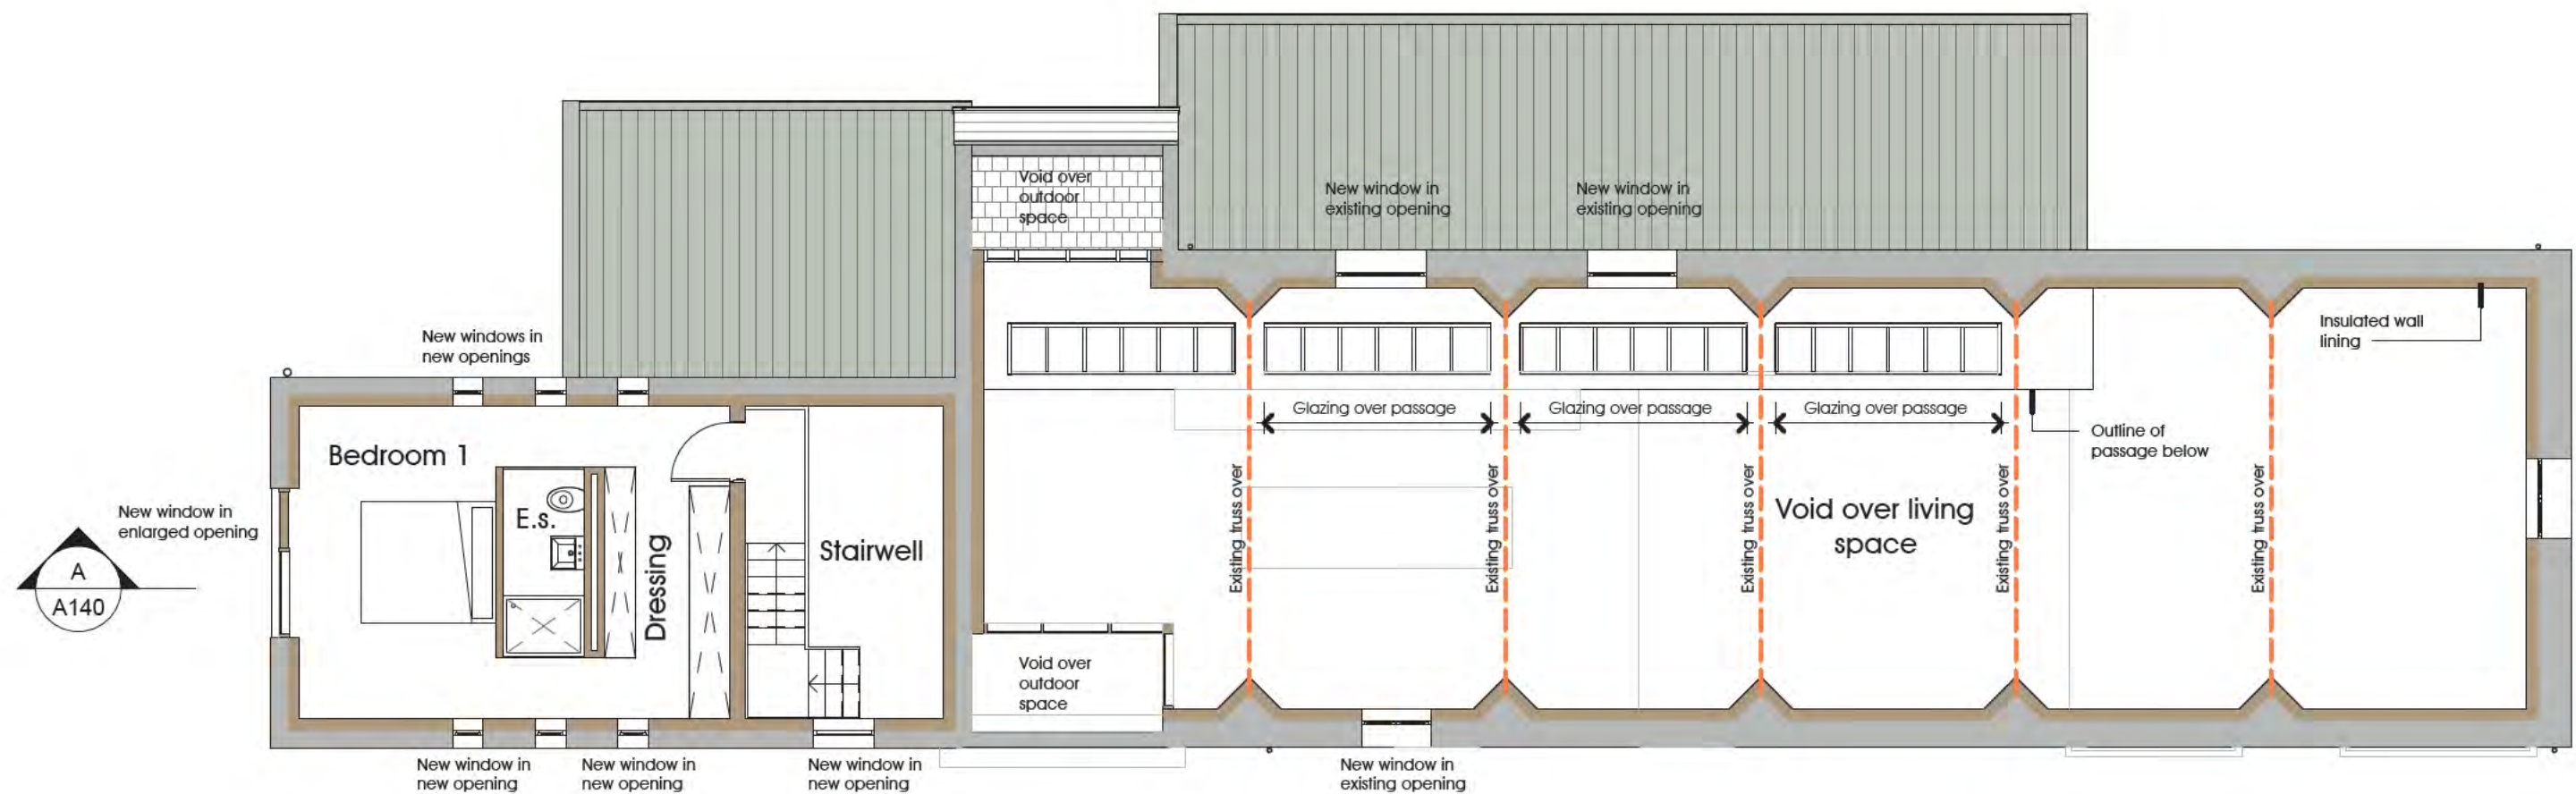 Void over
outdoor
space
New window in
existing opening
New window in
existing opening
New windows in
new openings
Insulated wall
lining
Glazing over passage
Glazing over passage
Glazing over passage
Outline of
passage below
Bedroom 1
New window in
enlarged opening
A
A140
E.s.
Dressing
Stairwell
Existing truss over
Existing truss over
Existing truss over
Void over living
space
Existing truss over
Existing truss over
Void over
outdoor
space
New window in
new opening
New window in
new opening
New window in
new opening
New window in
existing opening